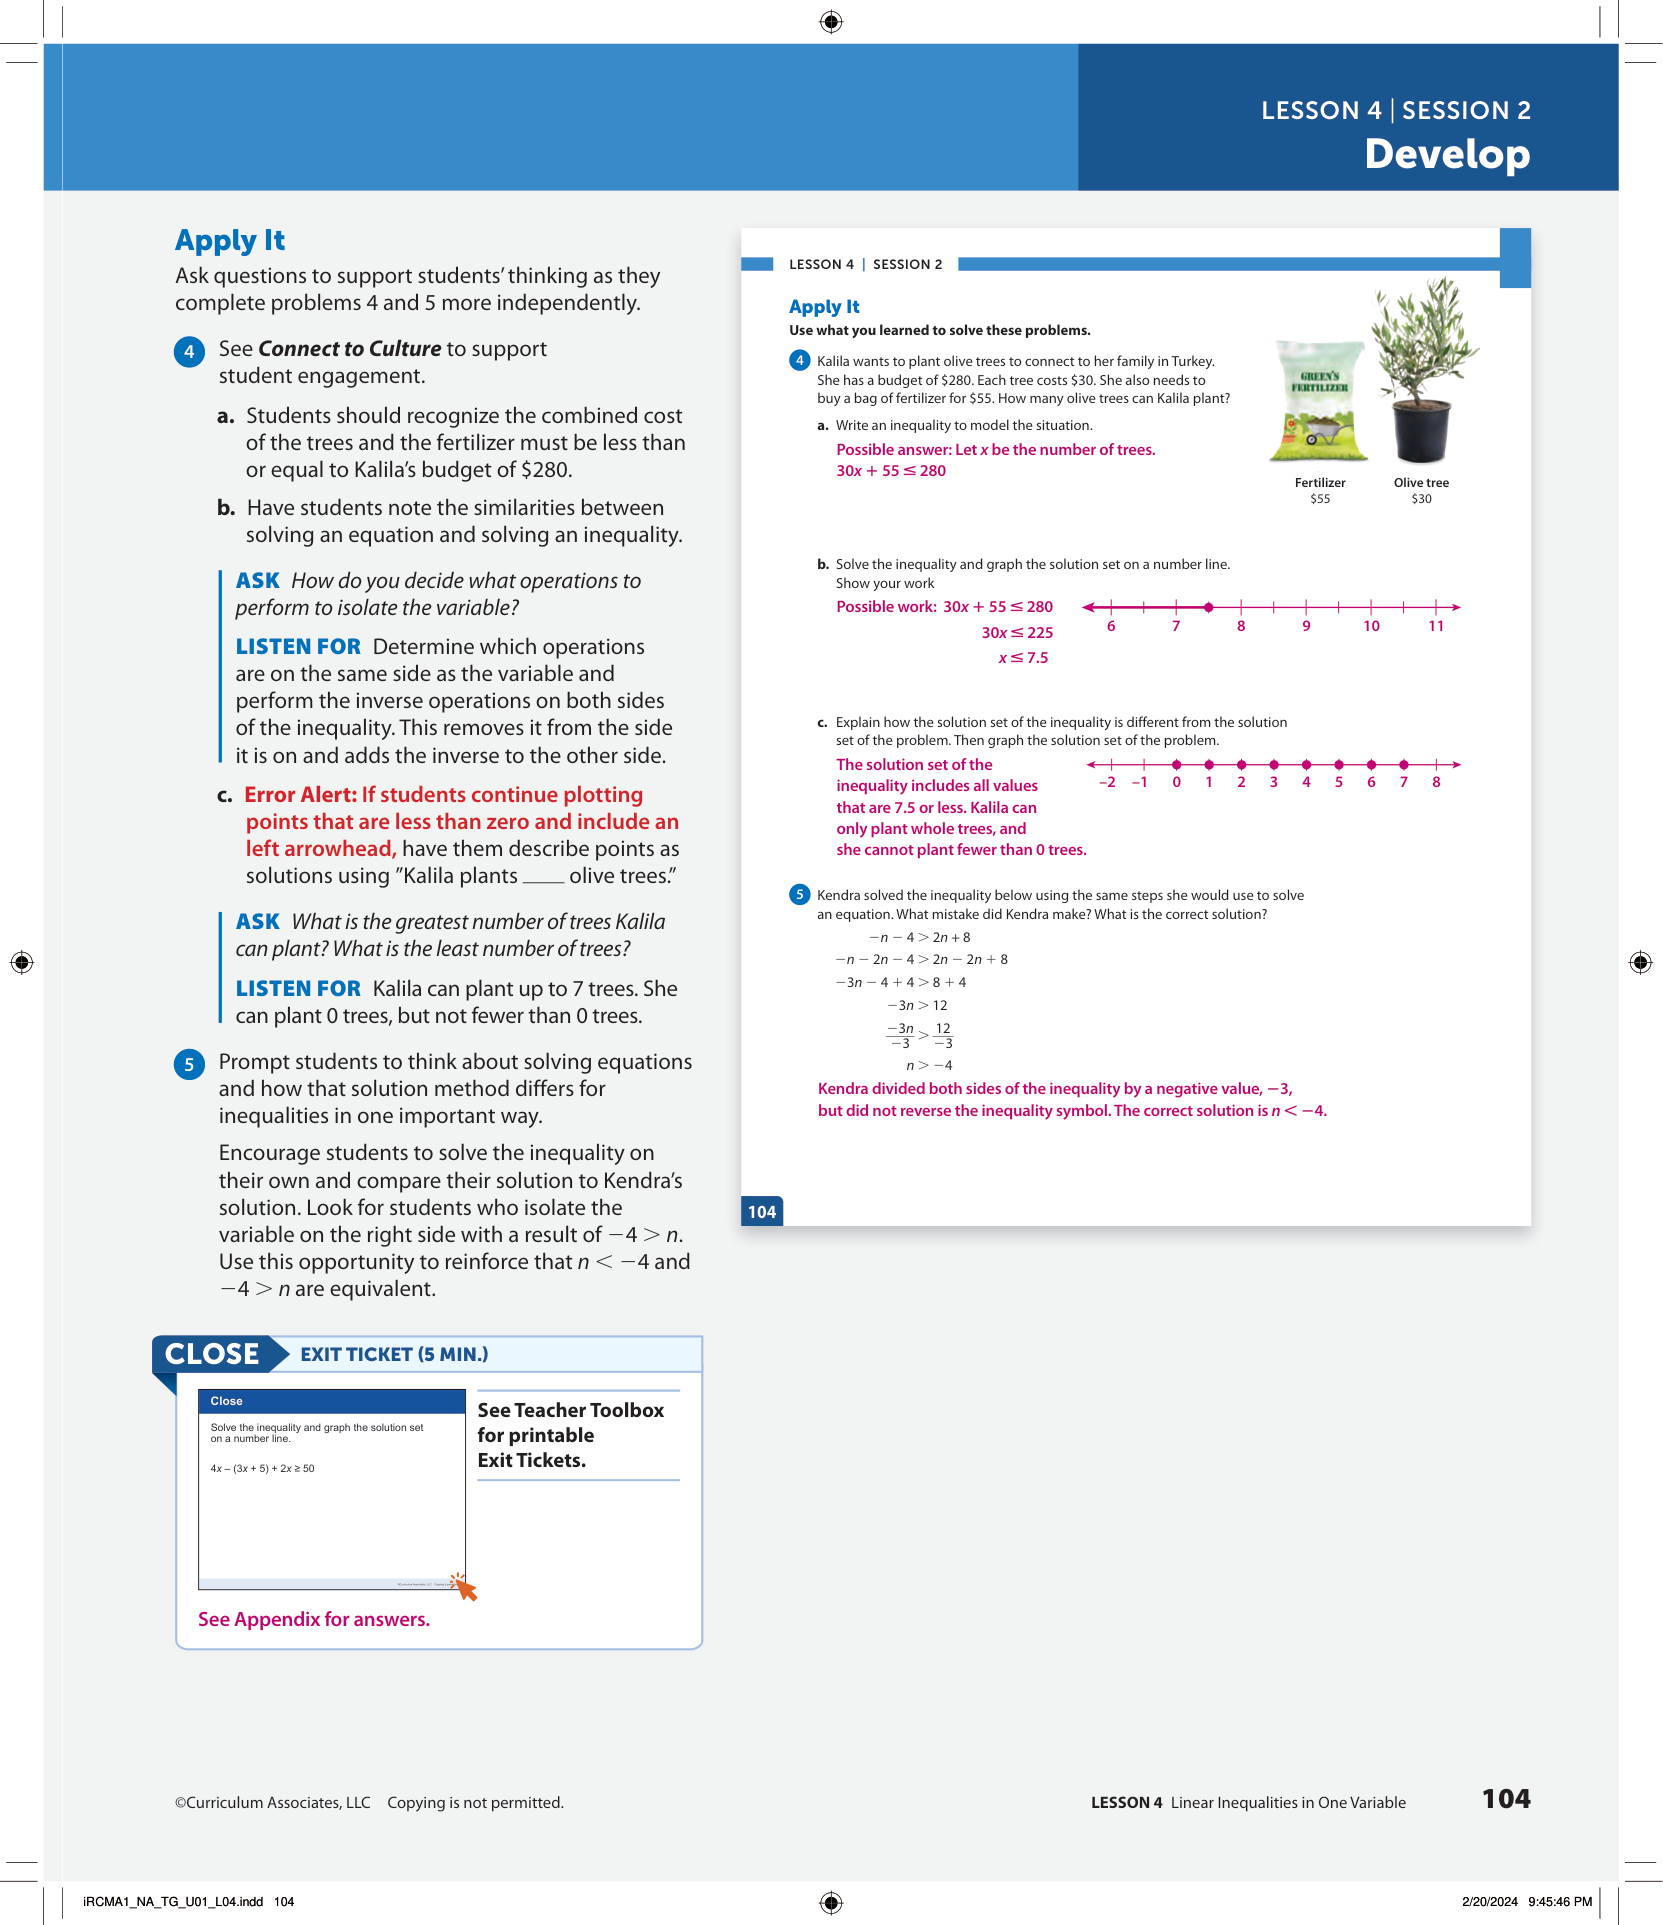 LESSON 4 | SESSION 2
Develop
Apply It
Ask questions to support students’ thinking as they
complete problems 4 and 5 more independently.
4 See Connect to Culture to support
student engagement.
a. Students should recognize the combined cost
of the trees and the fertilizer must be less than
or equal to Kalila’s budget of $280.
b. Have students note the similarities between
solving an equation and solving an inequality.
ASK How do you decide what operations to
perform to isolate the variable?
LISTEN FOR Determine which operations
are on the same side as the variable and
perform the inverse operations on both sides
of the inequality. This removes it from the side
it is on and adds the inverse to the other side.
c. Error Alert: If students continue plotting
points that are less than zero and include an
left arrowhead, have them describe points as
solutions using ”Kalila plants ____ olive trees.”
ASK What is the greatest number of trees Kalila
can plant? What is the least number of trees?
LISTEN FOR Kalila can plant up to 7 trees. She
can plant 0 trees, but not fewer than 0 trees.
5 Prompt students to think about solving equations
and how that solution method differs for
inequalities in one important way.
Encourage students to solve the inequality on
their own and compare their solution to Kendra’s
solution. Look for students who isolate the
variable on the right side with a result of −4 > n.
Use this opportunity to reinforce that n < −4 and
−4 > n are equivalent.
CLOSE EXIT TICKET (5 MIN.)
Close
Solve the inequality and graph the solution set
on a number line.
4x – (3x + 5) + 2x ≥ 50
See Teacher Toolbox
for printable
Exit Tickets.
See Appendix for answers.
LESSON 4 | SESSION 2
Apply It
Use what you learned to solve these problems.
4 Kalila wants to plant olive trees to connect to her family in Turkey.
She has a budget of $280. Each tree costs $30. She also needs to
buy a bag of fertilizer for $55. How many olive trees can Kalila plant?
GREEN'S
FERTILIZER
Fertilizer
$55
Olive tree
$30
a. Write an inequality to model the situation.
Possible answer: Let x be the number of trees.
30x + 55 ≤ 280
b. Solve the inequality and graph the solution set on a number line.
Show your work
Possible work: 30x + 55 ≤ 280
30x ≤ 225
x ≤ 7.5
6 7 8 9 10 11
c. Explain how the solution set of the inequality is different from the solution
set of the problem. Then graph the solution set of the problem.
The solution set of the
inequality includes all values
that are 7.5 or less. Kalila can
only plant whole trees, and
she cannot plant fewer than 0 trees.
–2 –1 0 1 2 3 4 5 6 7 8
5 Kendra solved the inequality below using the same steps she would use to solve
an equation. What mistake did Kendra make? What is the correct solution?
−n − 4 > 2n + 8
−n − 2n − 4 > 2n − 2n + 8
−3n − 4 + 4 > 8 + 4
−3n > 12
−3n/−3 > 12/−3
n > −4
Kendra divided both sides of the inequality by a negative value, −3,
but did not reverse the inequality symbol. The correct solution is n < −4.
104
©Curriculum Associates, LLC Copying is not permitted.
LESSON 4 Linear Inequalities in One Variable 104
iRCMA1_NA_TG_U01_L04.indd 104
2/20/2024 9:45:46 PM